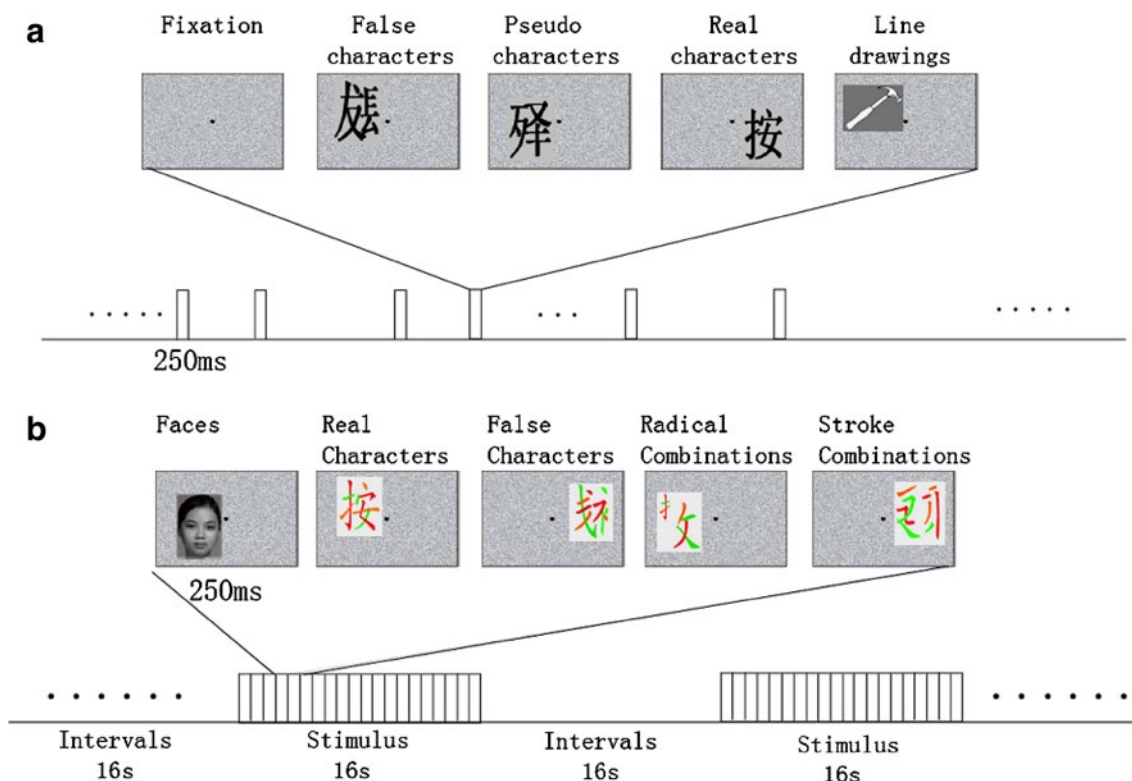 a
Fixation False Pseudo Real Line
characters characters characters drawings
按
250ms
b
Faces Real False Radical Stroke
Characters Characters Combinations Combinations
按
250ms
Intervals Stimulus Intervals Stimulus
16s 16s 16s 16s